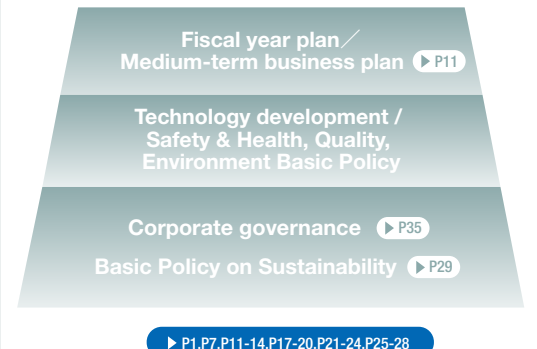 Fiscal year plan／
Medium-term business plan ▶ P11
Technology development /
Safety & Health, Quality,
Environment Basic Policy
Corporate governance ▶ P35
Basic Policy on Sustainability ▶ P29
▶ P1,P7,P11-14,P17-20,P21-24,P25-28